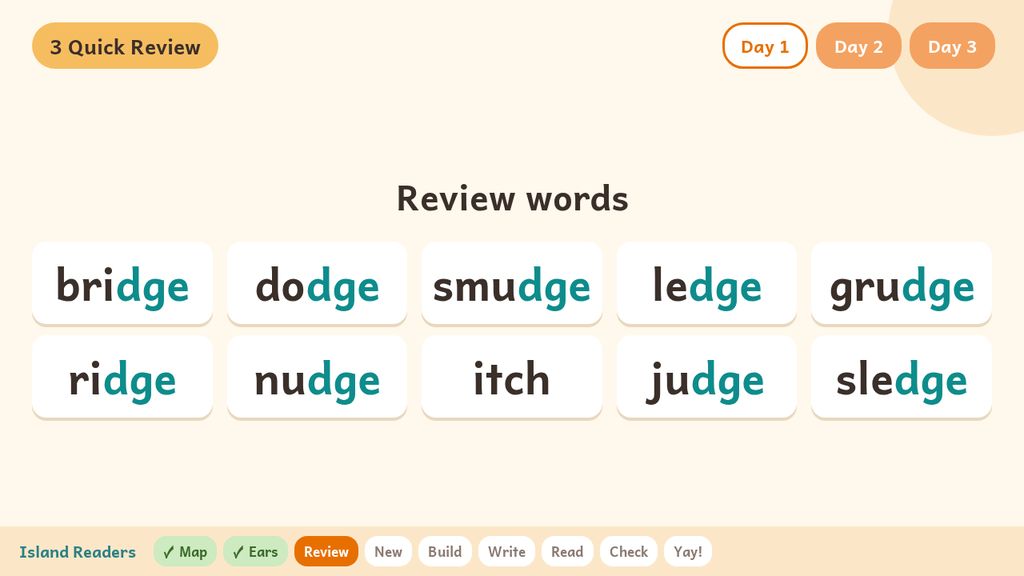 3 Quick Review
Day 1 Day 2 Day 3
Review words
bridge dodge smudge ledge grudge
ridge nudge itch judge sledge
Island Readers ✓ Map ✓ Ears Review New Build Write Read Check Yay!